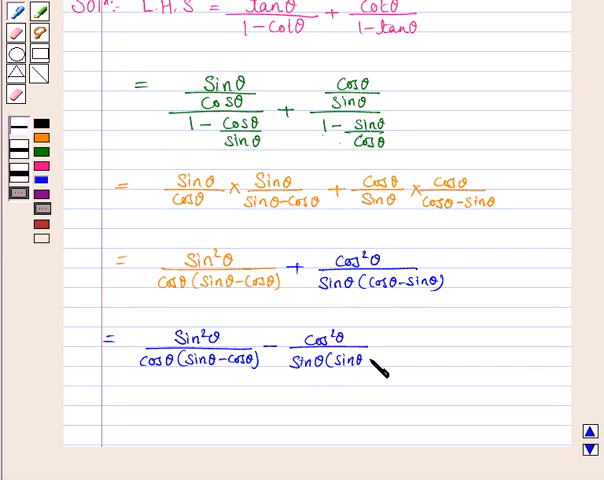 Soln:- L.H.S = tanθ/(1-Cotθ) + Cotθ/(1-tanθ)
= (Sinθ/Cosθ)/(1-Cosθ/sinθ) + (Cosθ/Sinθ)/(1-Sinθ/Cosθ)
= Sinθ/Cosθ × Sinθ/(Sinθ-Cosθ) + Cosθ/Sinθ × Cosθ/(Cosθ-Sinθ)
= Sin²θ/(Cosθ(Sinθ-Cosθ)) + Cos²θ/(Sinθ(Cosθ-Sinθ))
= Sin²θ/(Cosθ(Sinθ-Cosθ)) - Cos²θ/(Sinθ(Sinθ